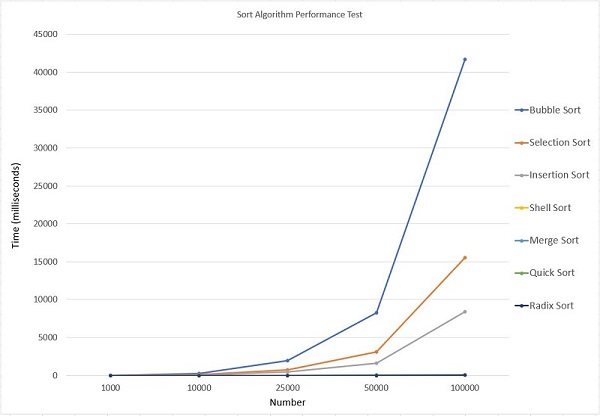 Sort Algorithm Performance Test
45000
40000
35000
30000
25000
20000
15000
10000
5000
0
Time (milliseconds)
1000 10000 25000 50000 100000
Number
Bubble Sort
Selection Sort
Insertion Sort
Shell Sort
Merge Sort
Quick Sort
Radix Sort